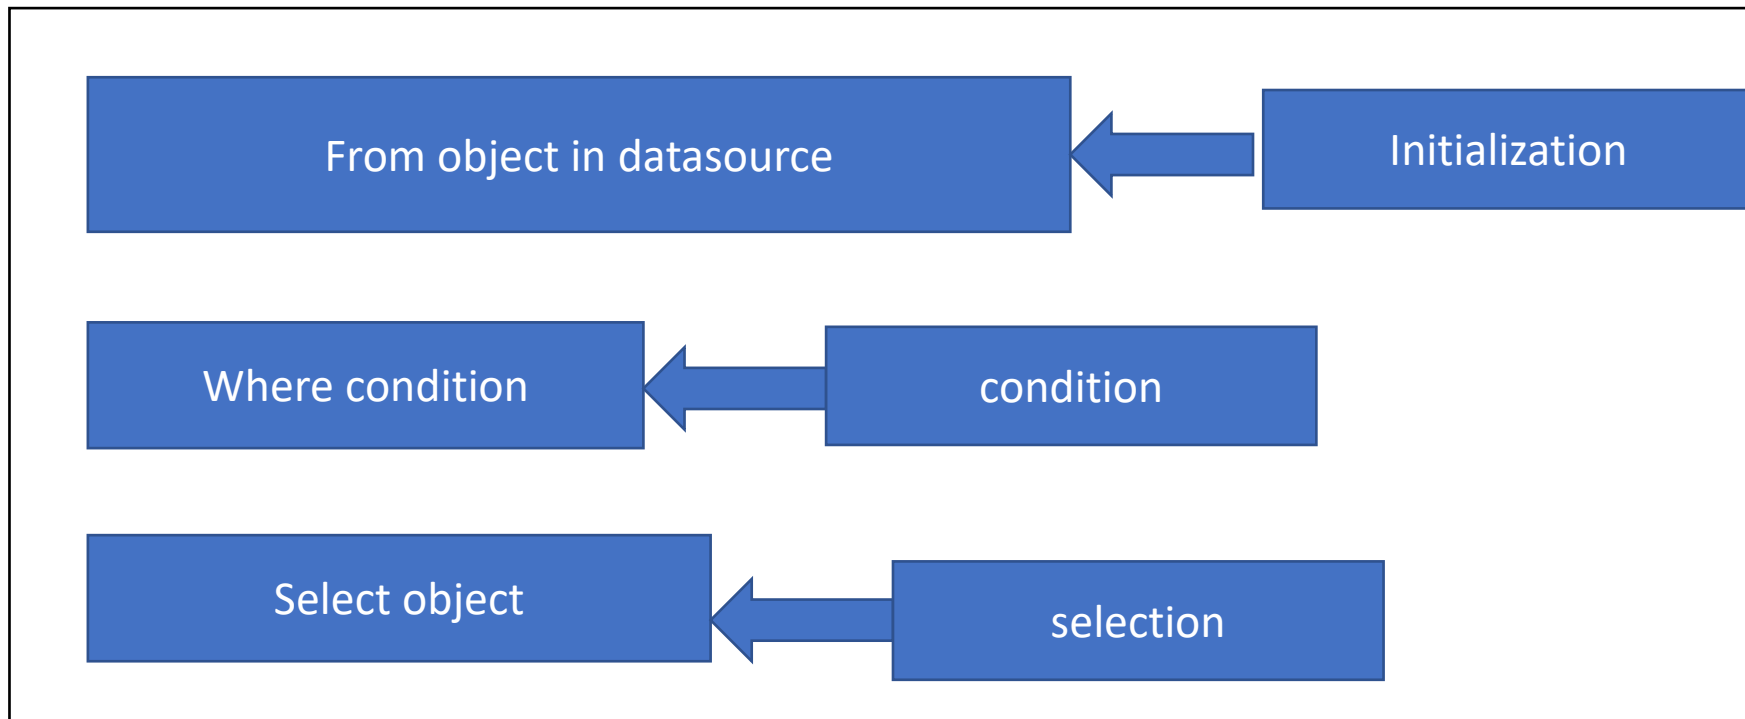 From object in datasource
Initialization
Where condition
condition
Select object
selection